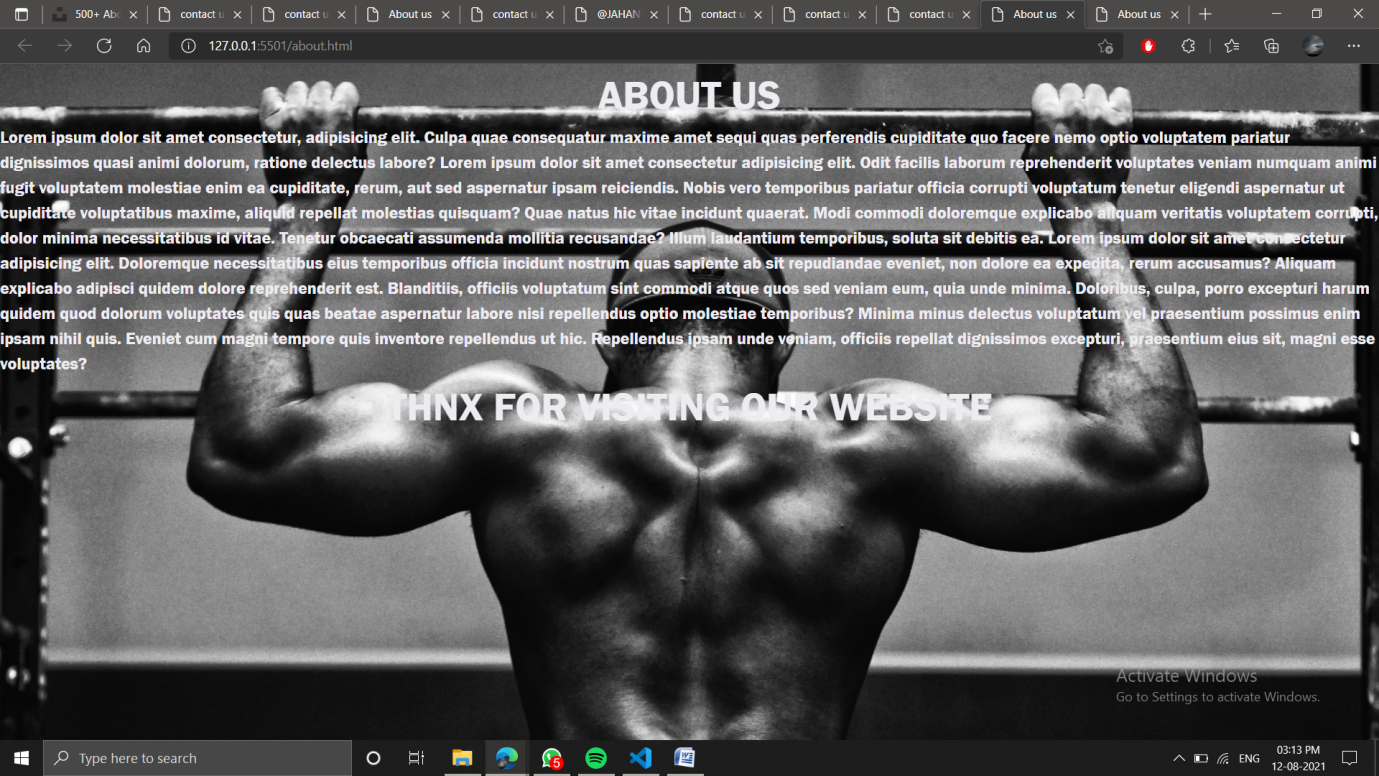 500+ Abo
contact u
contact u
About us
contact u
@JAHAN
contact u
contact u
contact u
About us
About us
127.0.0.1:5501/about.html
ABOUT US
Lorem ipsum dolor sit amet consectetur, adipisicing elit. Culpa quae consequatur maxime amet sequi quas perferendis cupiditate quo facere nemo optio voluptatem pariatur
dignissimos quasi animi dolorum, ratione delectus labore? Lorem ipsum dolor sit amet consectetur adipisicing elit. Odit facilis laborum reprehenderit voluptates veniam numquam animi
fugit voluptatem molestiae enim ea cupiditate, rerum, aut sed aspernatur ipsam reiciendis. Nobis vero temporibus pariatur officia corrupti voluptatum tenetur eligendi aspernatur ut
cupiditate voluptatibus maxime, aliquid repellat molestias quisquam? Quae natus hic vitae incidunt quaerat. Modi commodi doloremque explicabo aliquam veritatis voluptatem corrupti,
dolor minima necessitatibus id vitae. Tenetur obcaecati assumenda mollitia recusandae? Illum laudantium temporibus, soluta sit debitis ea. Lorem ipsum dolor sit amet consectetur
adipisicing elit. Doloremque necessitatibus eius temporibus officia incidunt nostrum quas sapiente ab sit repudiandae eveniet, non dolore ea expedita, rerum accusamus? Aliquam
explicabo adipisci quidem dolore reprehenderit est. Blanditiis, officiis voluptatum sint commodi atque quos sed veniam eum, quia unde minima. Doloribus, culpa, porro excepturi harum
quidem quod dolorum voluptates quis quas beatae aspernatur labore nisi repellendus optio molestiae temporibus? Minima minus delectus voluptatum vel praesentium possimus enim
ipsam nihil quis. Eveniet cum magni tempore quis inventore repellendus ut hic. Repellendus ipsam unde veniam, officiis repellat dignissimos excepturi, praesentium eius sit, magni esse
voluptates?
THNX FOR VISITING OUR WEBSITE
Activate Windows
Go to Settings to activate Windows.
Type here to search
5
ENG
03:13 PM
12-08-2021